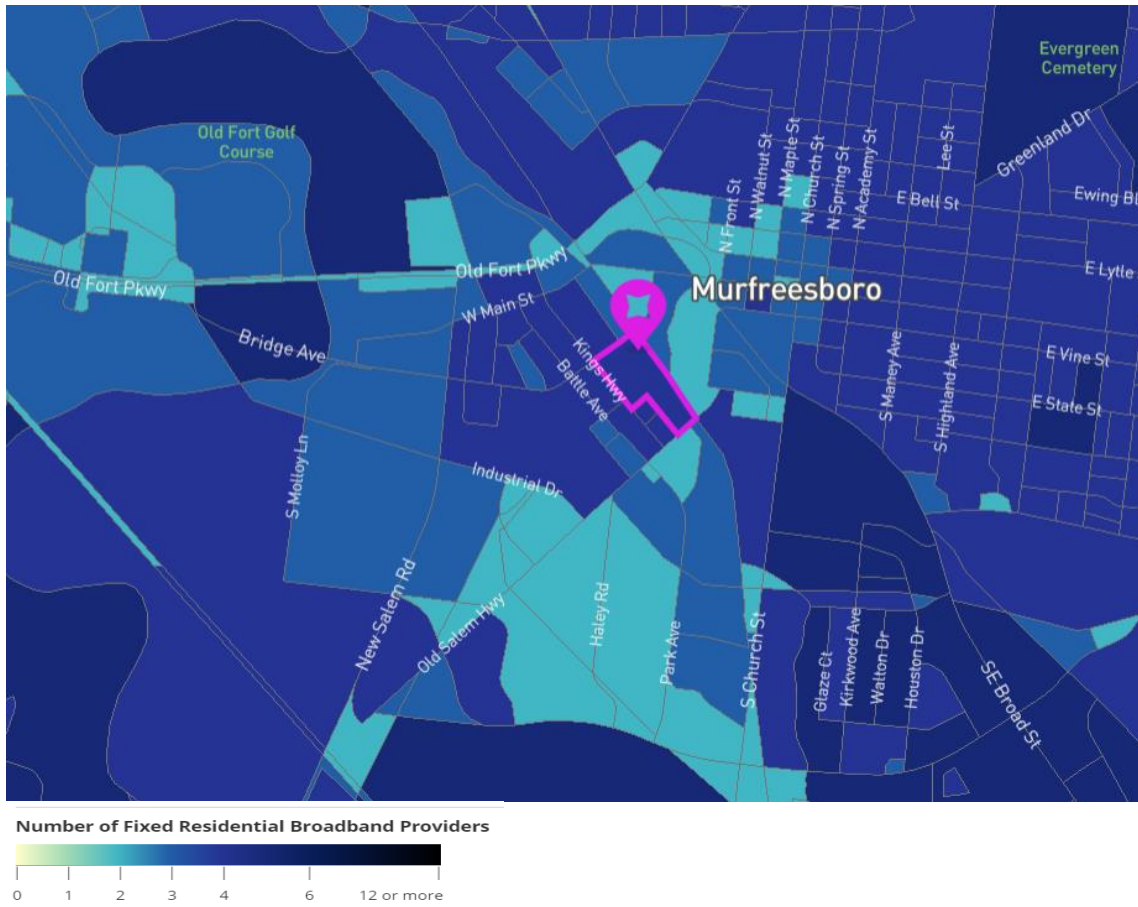 Evergreen
Cemetery
Old Fort Golf
Course
Greenland Dr
Lee St
N Maple St
N Walnut St
N Church St
N Academy St
N Spring St
N Front St
E Bell St
Ewing Bl
E Lytle
Old Fort Pkwy
Old Fort Pkwy
Murfreesboro
W Main St
Bridge Ave
Kings Hwy
Battle Ave
E Vine St
S Maney Ave
S Highland Ave
E State St
S Molloy Ln
Industrial Dr
New Salem Rd
Old Salem Hwy
Haley Rd
Park Ave
S Church St
Glaze Ct
Kirkwood Ave
Walton Dr
Houston Dr
SE Broad St
Number of Fixed Residential Broadband Providers
0 1 2 3 4 6 12 or more